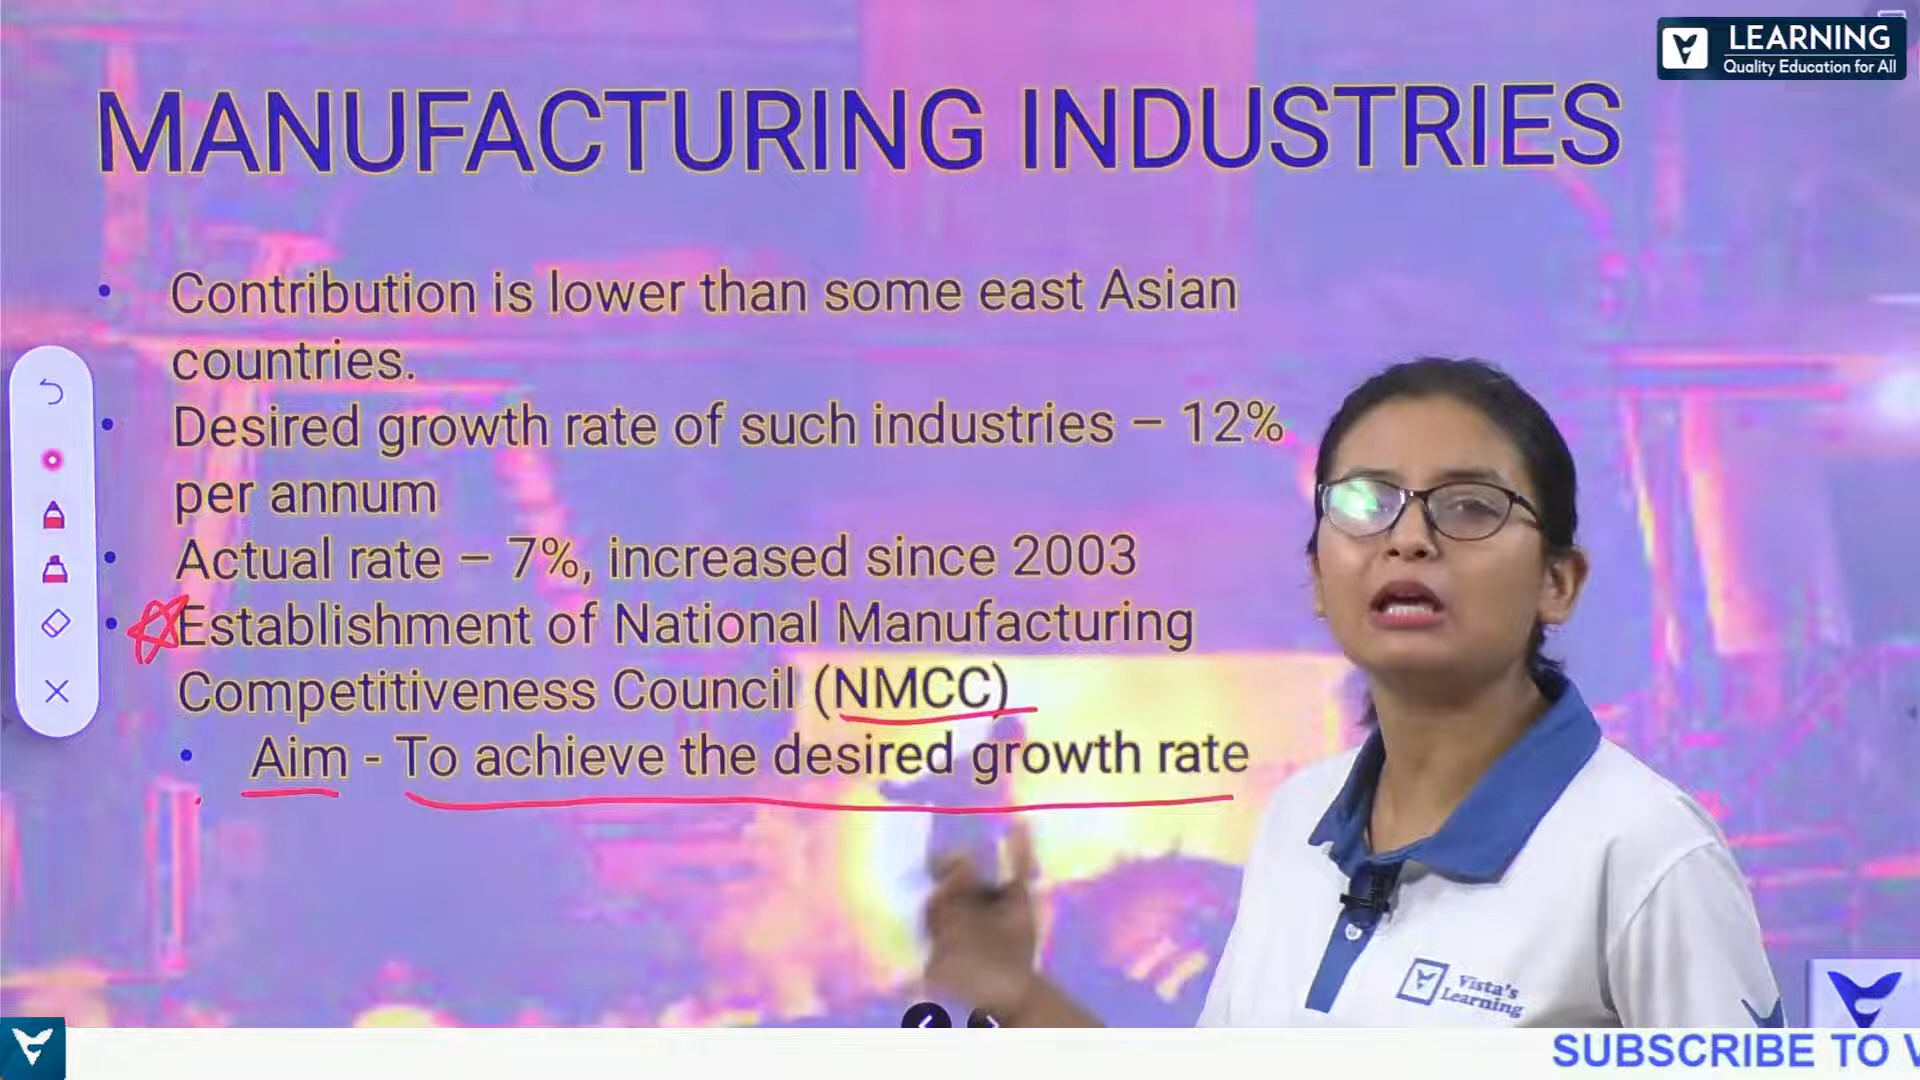 LEARNING
Quality Education for All
MANUFACTURING INDUSTRIES
• Contribution is lower than some east Asian
countries.
• Desired growth rate of such industries – 12%
per annum
• Actual rate – 7%, increased since 2003
• Establishment of National Manufacturing
Competitiveness Council (NMCC)
• Aim - To achieve the desired growth rate
Vista's
Learning
SUBSCRIBE TO